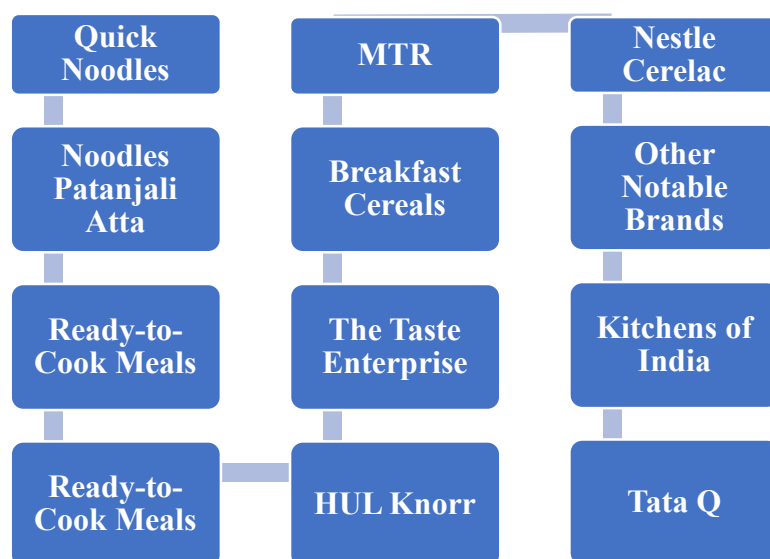 Quick
Noodles
Noodles
Patanjali
Atta
Ready-to-
Cook Meals
Ready-to-
Cook Meals
HUL Knorr
The Taste
Enterprise
Breakfast
Cereals
MTR
Nestle
Cerelac
Other
Notable
Brands
Kitchens of
India
Tata Q